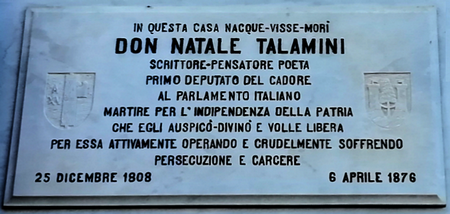 IN QUESTA CASA NACQUE-VISSE-MORÌ
DON NATALE TALAMINI
SCRITTORE-PENSATORE POETA
PRIMO DEPUTATO DEL CADORE
AL PARLAMENTO ITALIANO
MARTIRE PER L'INDIPENDENZA DELLA PATRIA
CHE EGLI AUSPICÒ-DIVINÒ E VOLLE LIBERA
PER ESSA ATTIVAMENTE OPERANDO E CRUDELMENTE SOFFRENDO
PERSECUZIONE E CARCERE
25 DICEMBRE 1808 6 APRILE 1876